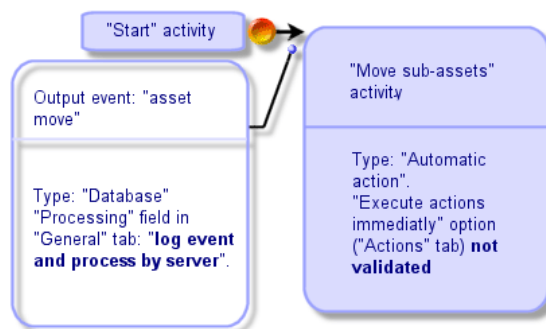 "Start" activity
Output event: "asset
move"
Type: "Database"
"Processing" field in
"General" tab: "log event
and process by server".
"Move sub-assets"
activity
Type: "Automatic
action".
"Execute actions
immediatly" option
("Actions" tab) not
validated